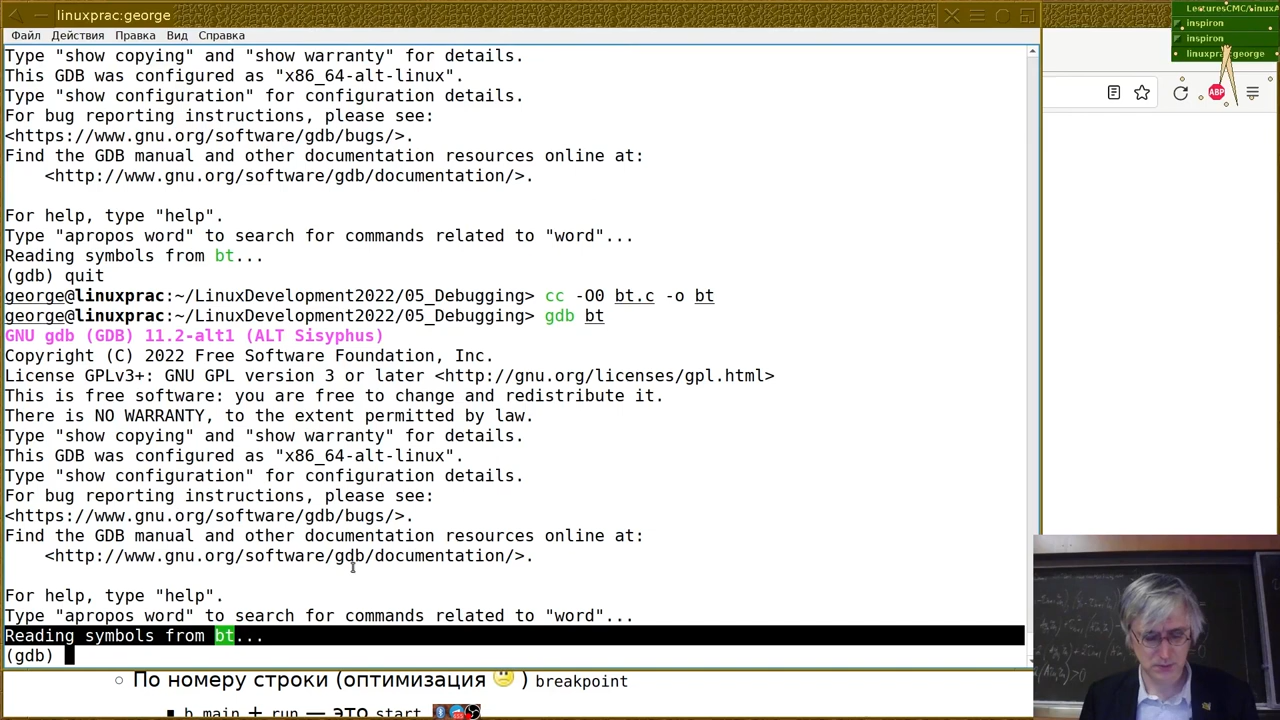 linuxprac:george
Файл Действия Правка Вид Справка
Type "show copying" and "show warranty" for details.
This GDB was configured as "x86_64-alt-linux".
Type "show configuration" for configuration details.
For bug reporting instructions, please see:
<https://www.gnu.org/software/gdb/bugs/>.
Find the GDB manual and other documentation resources online at:
<http://www.gnu.org/software/gdb/documentation/>.
For help, type "help".
Type "apropos word" to search for commands related to "word"...
Reading symbols from bt...
(gdb) quit
george@linuxprac:~/LinuxDevelopment2022/05_Debugging> cc -O0 bt.c -o bt
george@linuxprac:~/LinuxDevelopment2022/05_Debugging> gdb bt
GNU gdb (GDB) 11.2-alt1 (ALT Sisyphus)
Copyright (C) 2022 Free Software Foundation, Inc.
License GPLv3+: GNU GPL version 3 or later <http://gnu.org/licenses/gpl.html>
This is free software: you are free to change and redistribute it.
There is NO WARRANTY, to the extent permitted by law.
Type "show copying" and "show warranty" for details.
This GDB was configured as "x86_64-alt-linux".
Type "show configuration" for configuration details.
For bug reporting instructions, please see:
<https://www.gnu.org/software/gdb/bugs/>.
Find the GDB manual and other documentation resources online at:
<http://www.gnu.org/software/gdb/documentation/>.
For help, type "help".
Type "apropos word" to search for commands related to "word"...
Reading symbols from bt...
(gdb)
По номеру строки (оптимизация 🙁 ) breakpoint
b main + run — это start
LecturesCMC/LinuxA
inspiron
inspiron
linuxprac:george
ABP